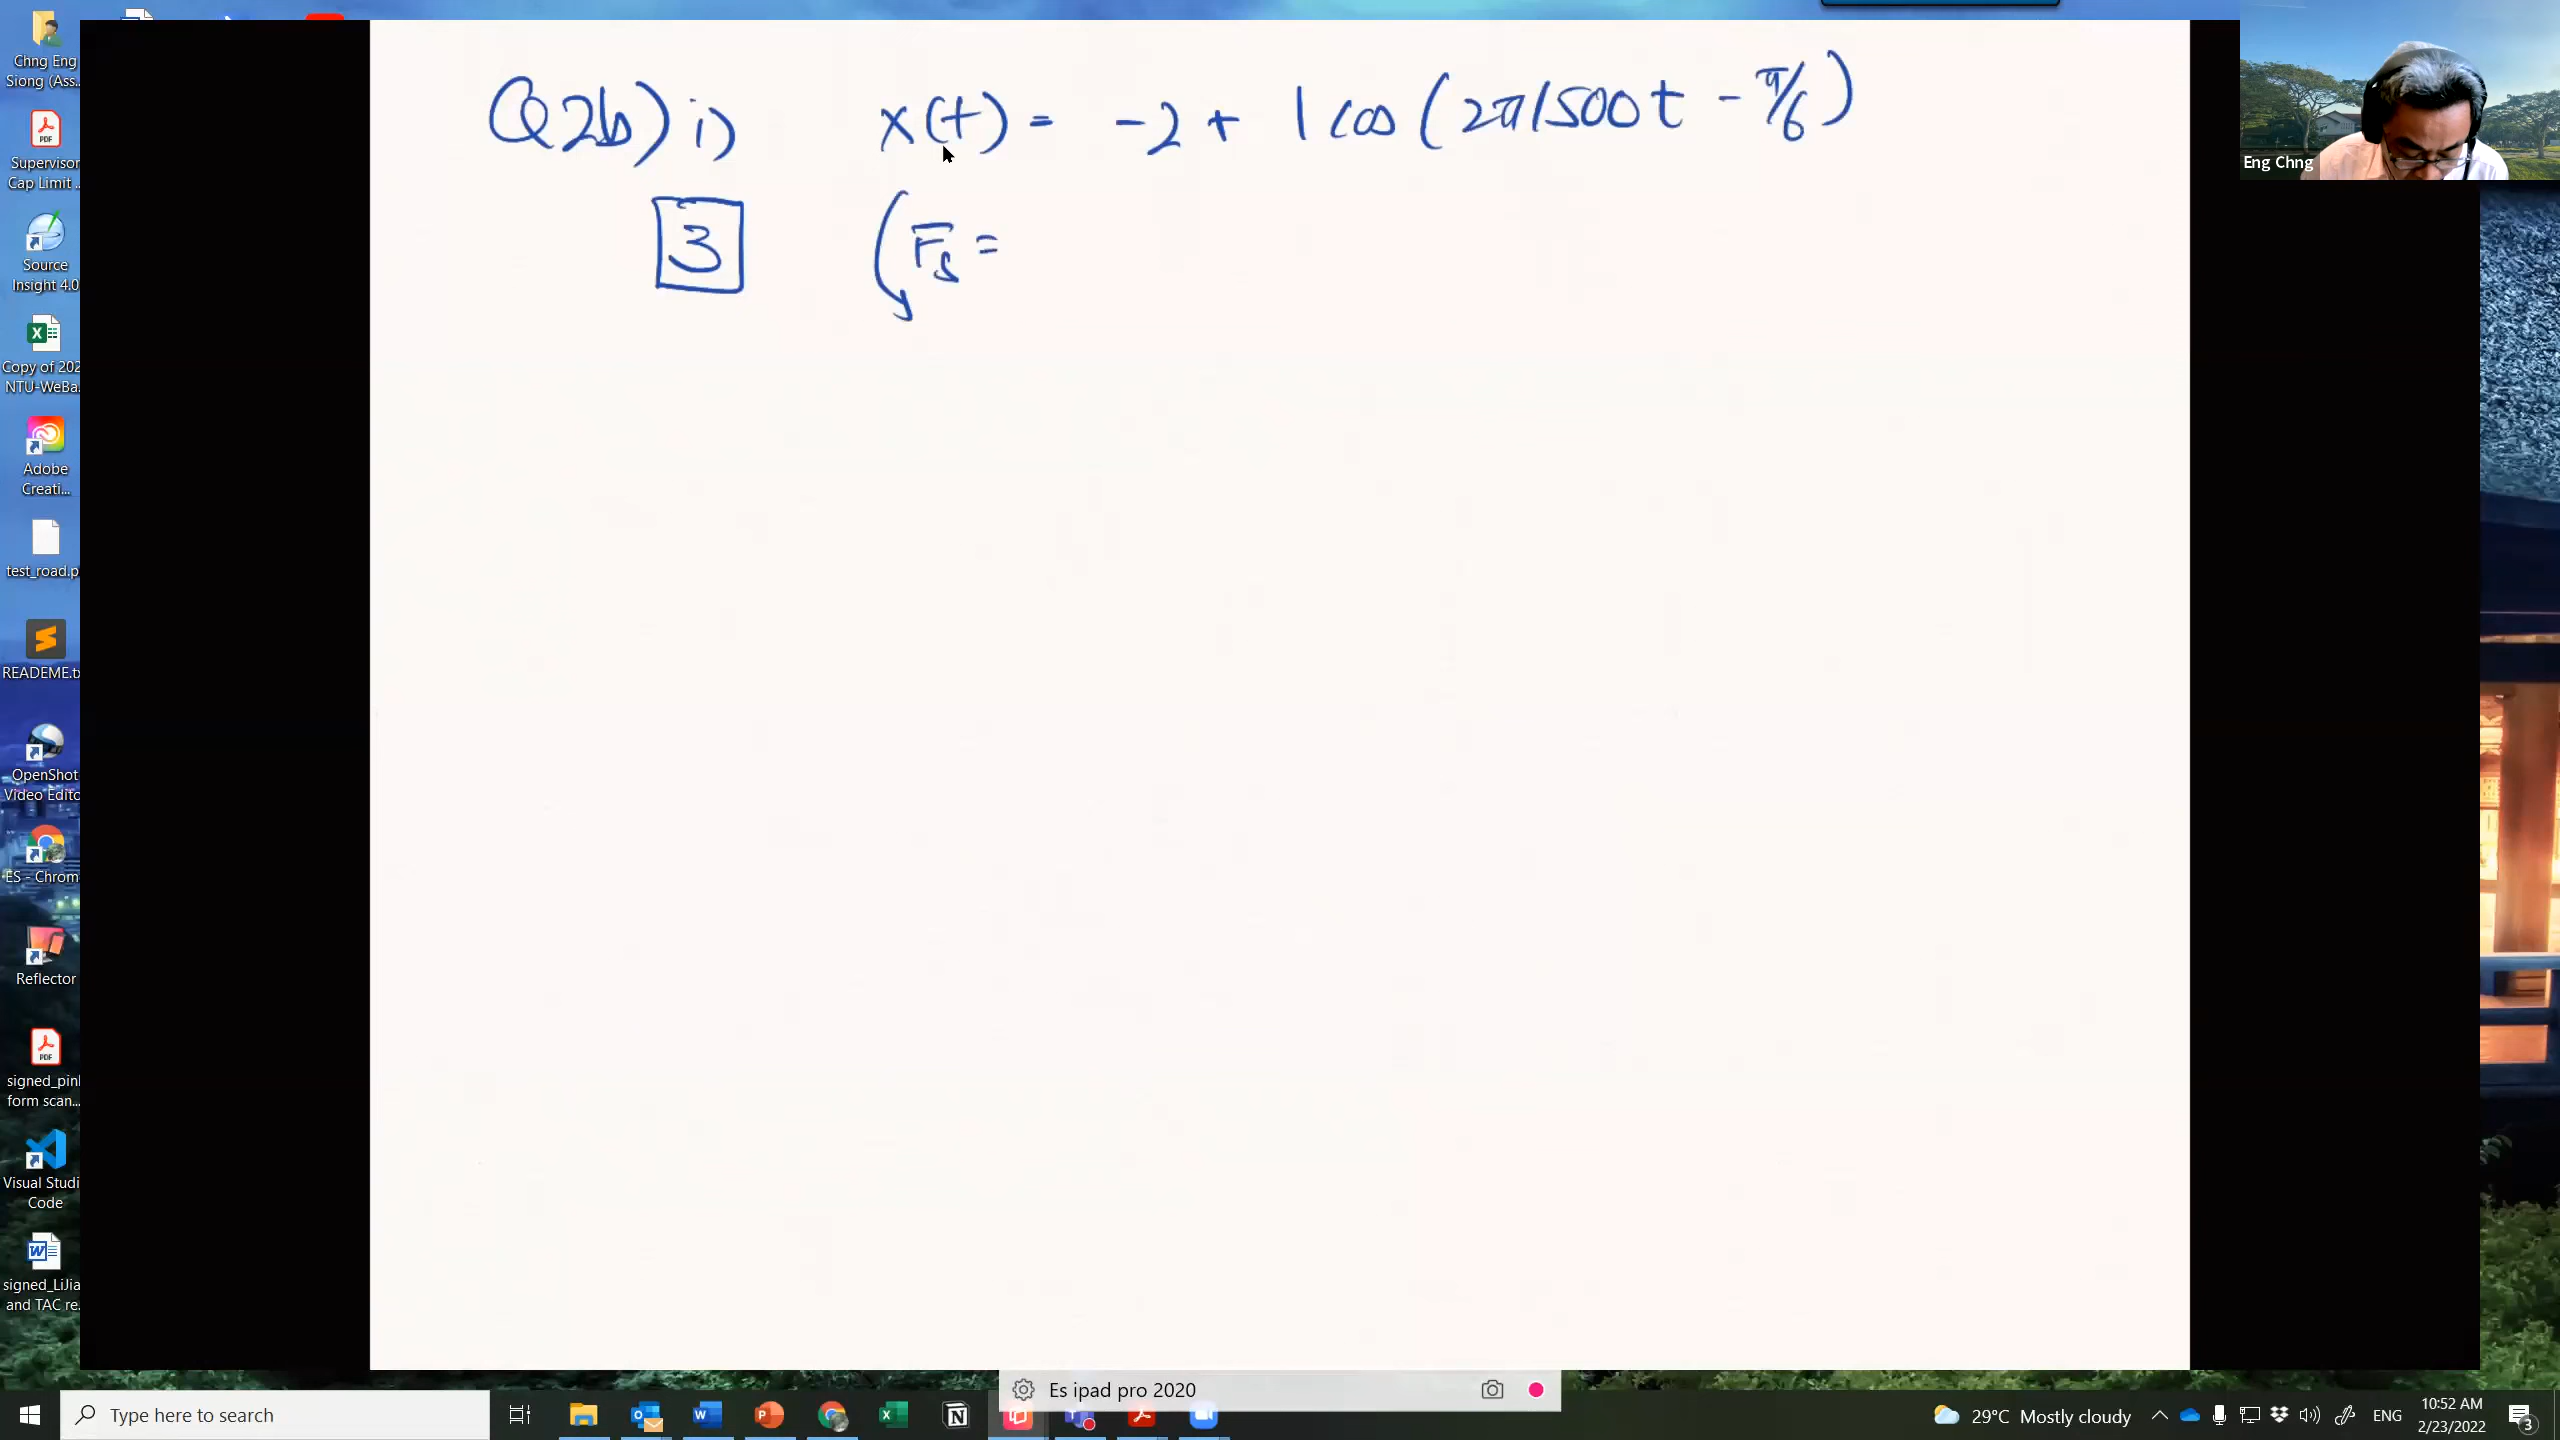 Q2b) i) x(t) = -2 + 1 cos(2π1500t - π/6)
3 Fs =
Eng Chng
Chng Eng
Siong (Ass...
Supervisor
Cap Limit ...
Source
Insight 4.0
Copy of 202
NTU-WeBa...
Adobe
Creati...
test_road.p
READEME.t
OpenShot
Video Edito
ES - Chrom
Reflector
signed_pinl
form scan...
Visual Studi
Code
signed_LiJia
and TAC re...
Es ipad pro 2020
Type here to search
29°C Mostly cloudy
ENG
10:52 AM
2/23/2022
3